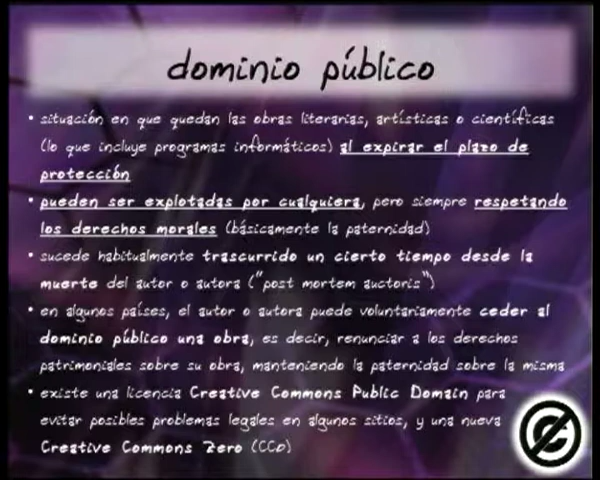 dominio público
• situación en que quedan las obras literarias, artísticas o científicas
(lo que incluye programas informáticos) al expirar el plazo de
protección
• pueden ser explotadas por cualquiera, pero siempre respetando
los derechos morales (básicamente la paternidad)
• sucede habitualmente trascurrido un cierto tiempo desde la
muerte del autor o autora ("post mortem auctoris")
• en algunos países, el autor o autora puede voluntariamente ceder al
dominio público una obra, es decir, renunciar a los derechos
patrimoniales sobre su obra, manteniendo la paternidad sobre la misma
• existe una licencia Creative Commons Public Domain para
evitar posibles problemas legales en algunos sitios, y una nueva
Creative Commons Zero (CC0)